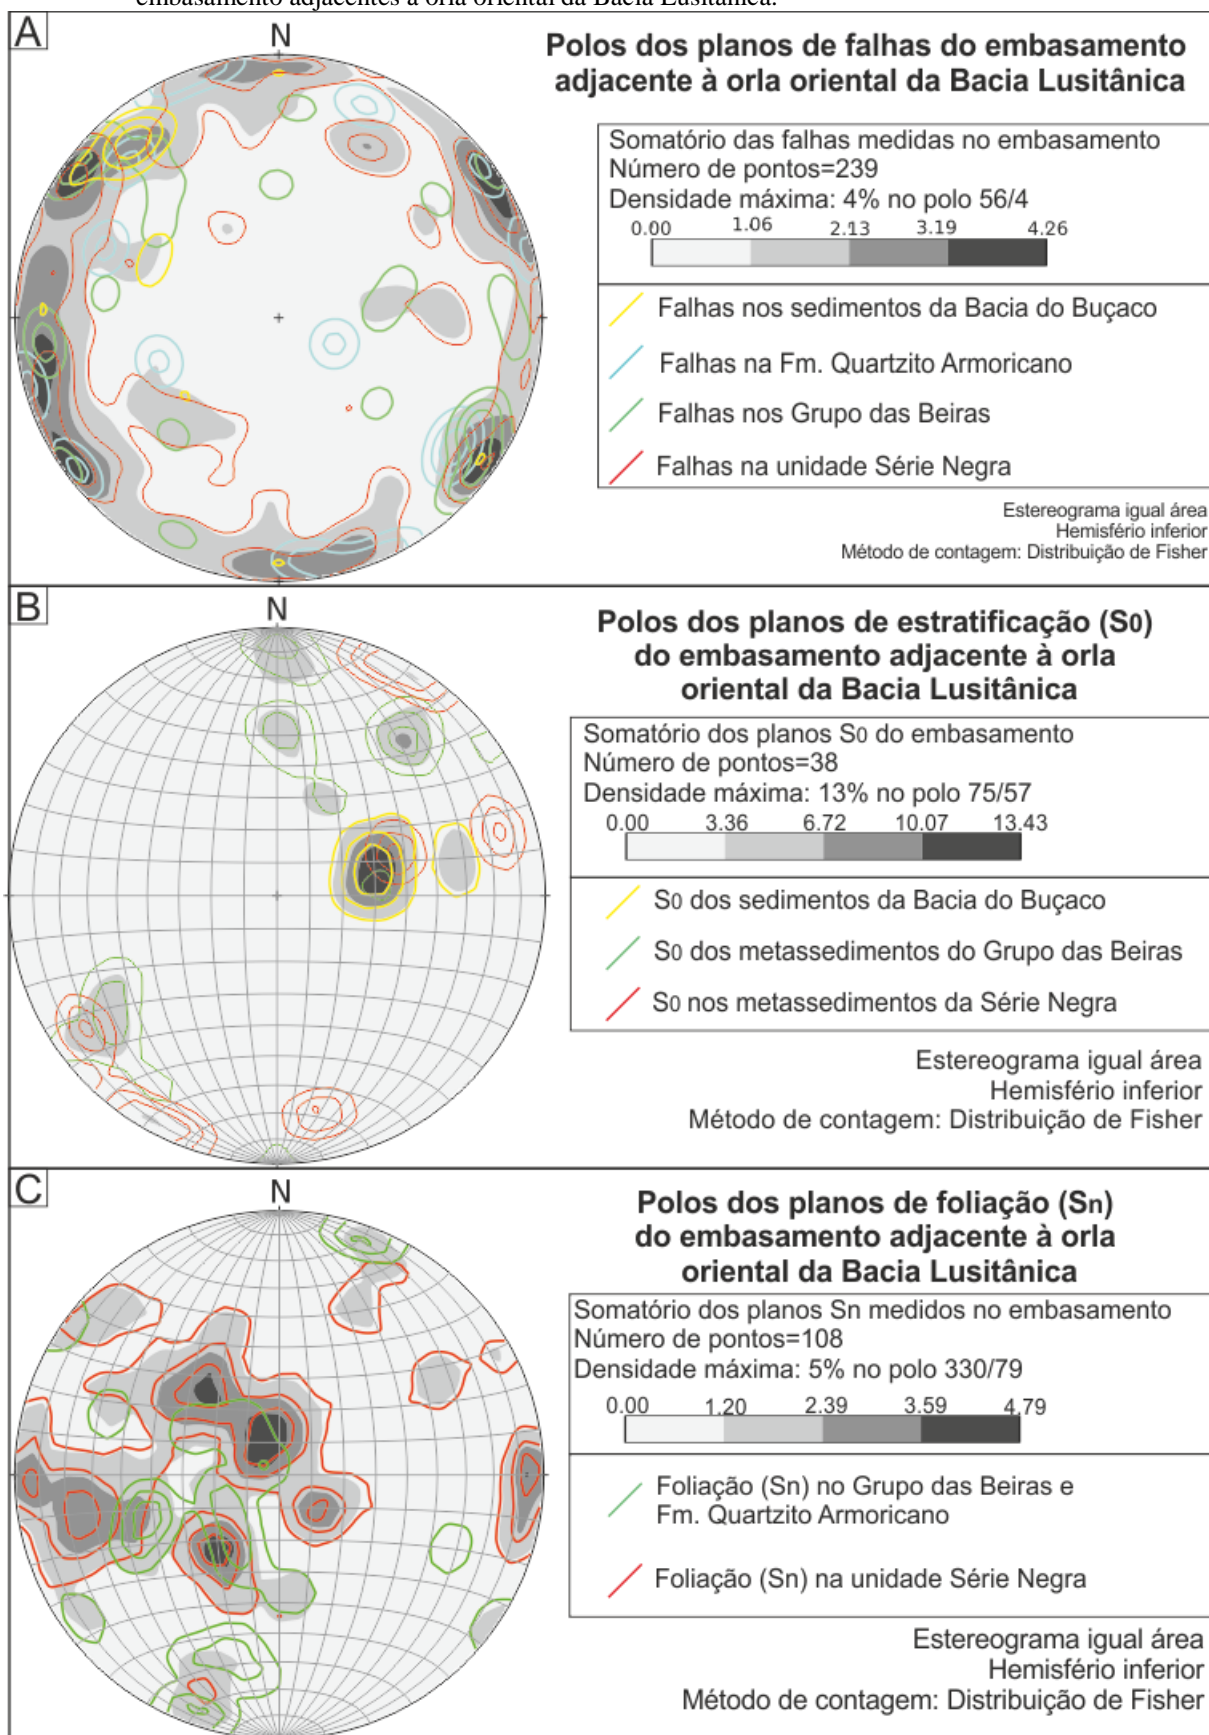 embasamento adjacentes à orla oriental da Bacia Lusitânica.
A
N
Polos dos planos de falhas do embasamento
adjacente à orla oriental da Bacia Lusitânica
Somatório das falhas medidas no embasamento
Número de pontos=239
Densidade máxima: 4% no polo 56/4
0.00 1.06 2.13 3.19 4.26
Falhas nos sedimentos da Bacia do Buçaco
Falhas na Fm. Quartzito Armoricano
Falhas nos Grupo das Beiras
Falhas na unidade Série Negra
Estereograma igual área
Hemisfério inferior
Método de contagem: Distribuição de Fisher
B
N
Polos dos planos de estratificação (S0)
do embasamento adjacente à orla
oriental da Bacia Lusitânica
Somatório dos planos S0 do embasamento
Número de pontos=38
Densidade máxima: 13% no polo 75/57
0.00 3.36 6.72 10.07 13.43
S0 dos sedimentos da Bacia do Buçaco
S0 dos metassedimentos do Grupo das Beiras
S0 nos metassedimentos da Série Negra
Estereograma igual área
Hemisfério inferior
Método de contagem: Distribuição de Fisher
C
N
Polos dos planos de foliação (Sn)
do embasamento adjacente à orla
oriental da Bacia Lusitânica
Somatório dos planos Sn medidos no embasamento
Número de pontos=108
Densidade máxima: 5% no polo 330/79
0.00 1.20 2.39 3.59 4.79
Foliação (Sn) no Grupo das Beiras e
Fm. Quartzito Armoricano
Foliação (Sn) na unidade Série Negra
Estereograma igual área
Hemisfério inferior
Método de contagem: Distribuição de Fisher